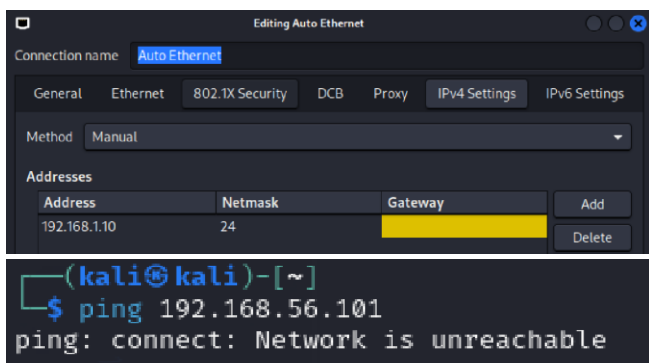 Editing Auto Ethernet
Connection name Auto Ethernet
General Ethernet 802.1X Security DCB Proxy IPv4 Settings IPv6 Settings
Method Manual
Addresses
Address Netmask Gateway Add
192.168.1.10 24
Delete
┌──(kali㉿kali)-[~]
└─$ ping 192.168.56.101
ping: connect: Network is unreachable